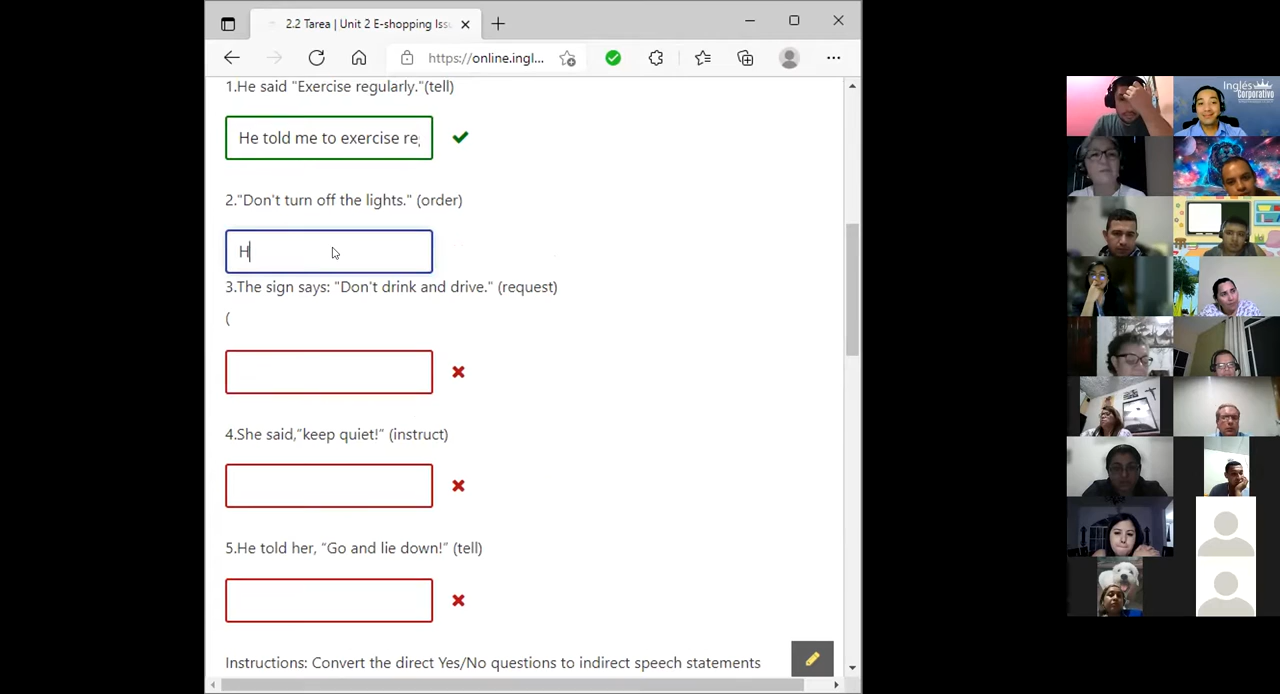 2.2 Tarea | Unit 2 E-shopping Iss
https://online.ingl...
1.He said "Exercise regularly."(tell)
He told me to exercise re
2."Don't turn off the lights." (order)
H
3.The sign says: "Don't drink and drive." (request)
(
4.She said,“keep quiet!” (instruct)
5.He told her, “Go and lie down!” (tell)
Instructions: Convert the direct Yes/No questions to indirect speech statements
Inglés
Corporativo